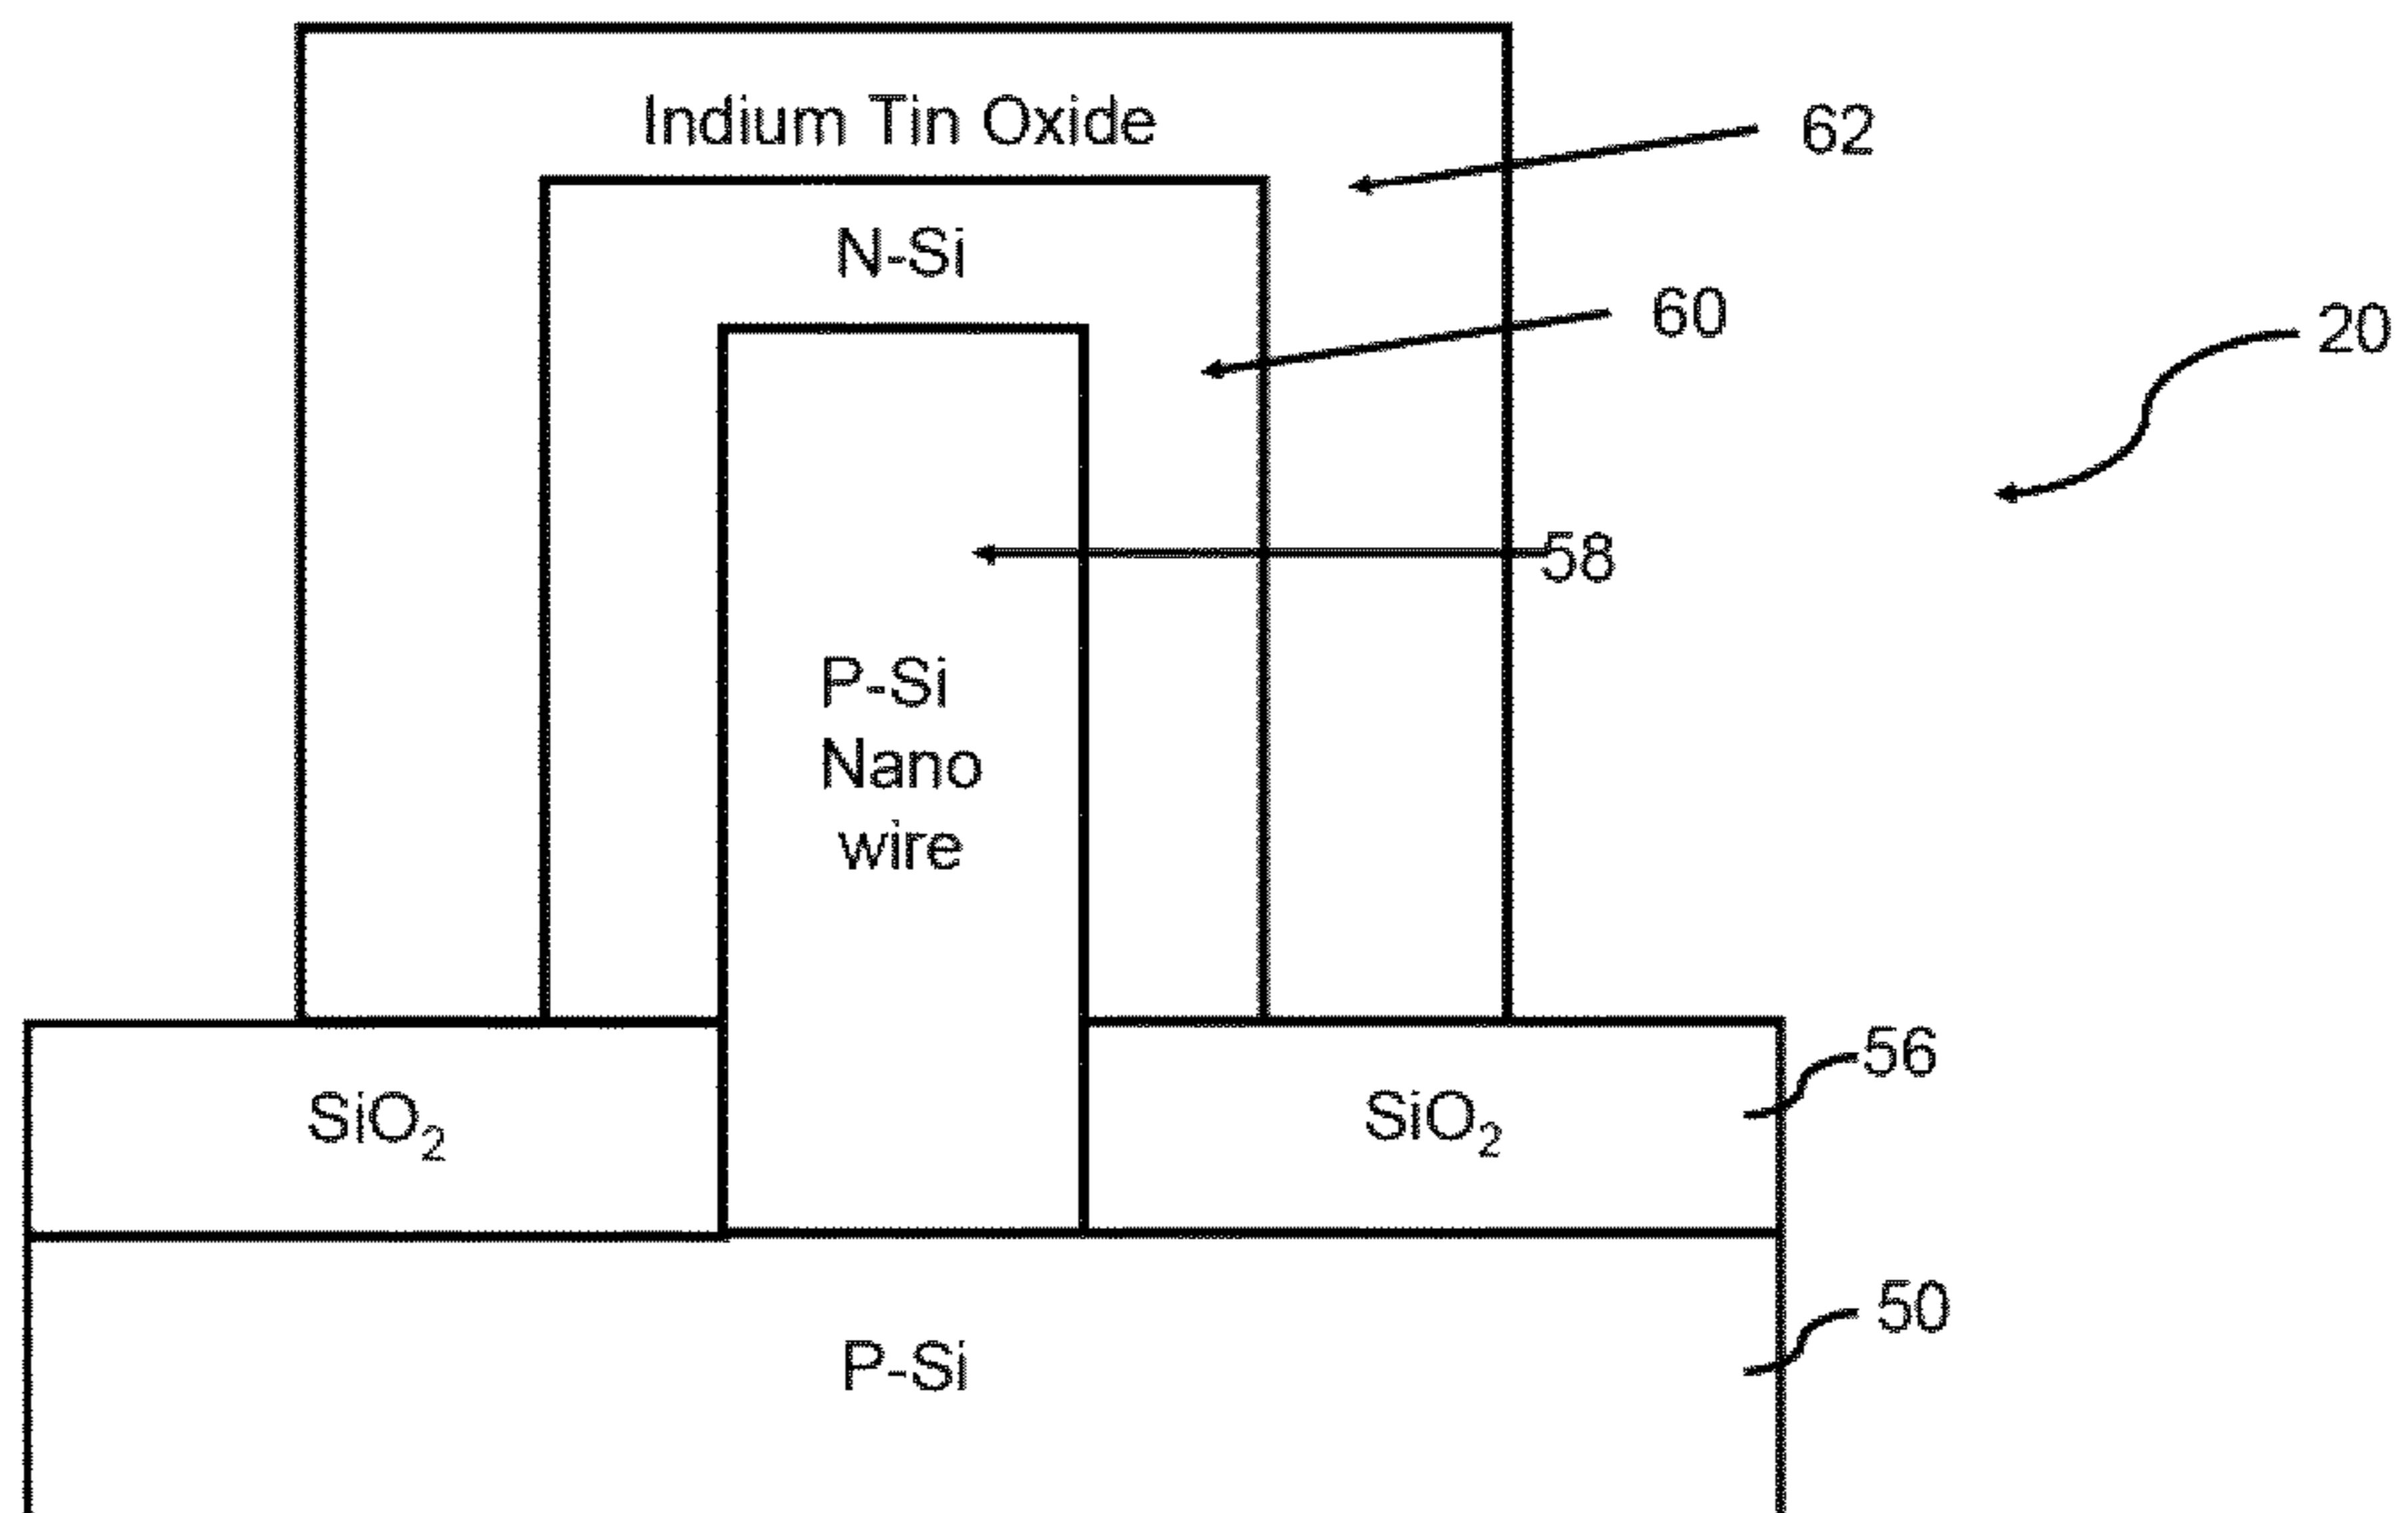 Indium Tin Oxide
62
N-Si
60
20
58
P-Si
Nano
wire
56
SiO₂
SiO₂
50
P-Si